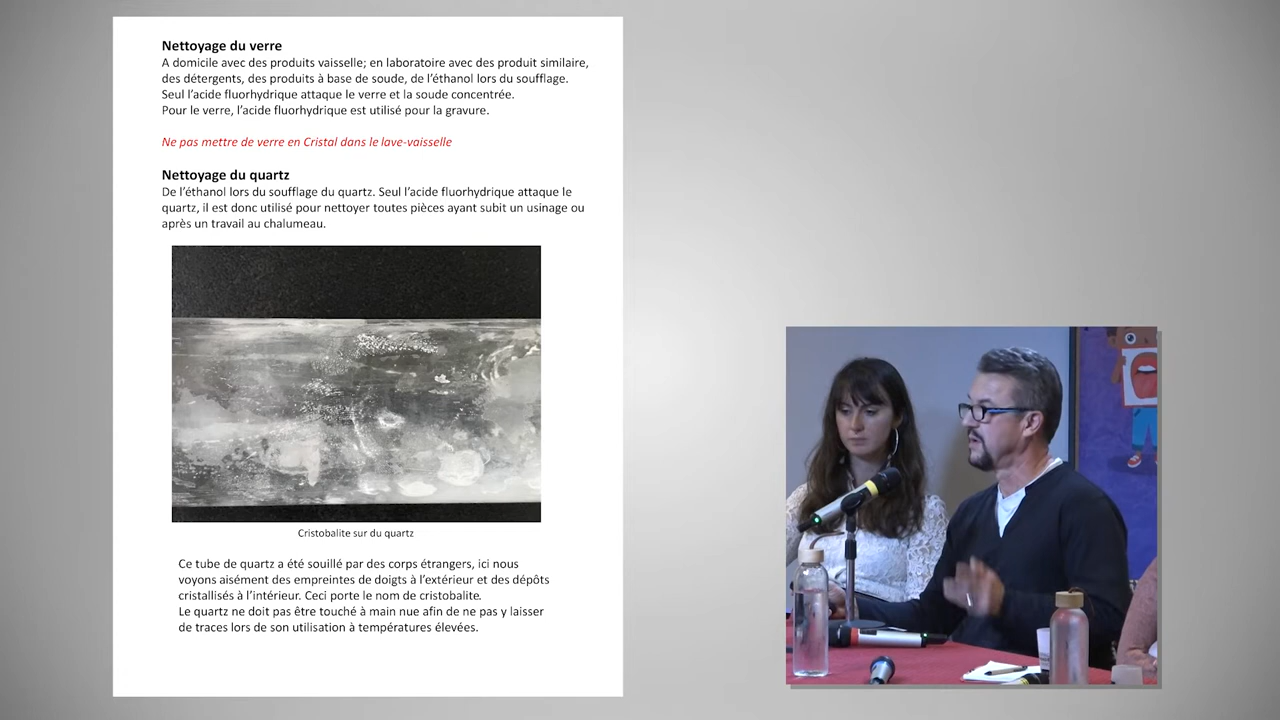 Nettoyage du verre
A domicile avec des produits vaisselle; en laboratoire avec des produit similaire,
des détergents, des produits à base de soude, de l'éthanol lors du soufflage.
Seul l'acide fluorhydrique attaque le verre et la soude concentrée.
Pour le verre, l'acide fluorhydrique est utilisé pour la gravure.
Ne pas mettre de verre en Cristal dans le lave-vaisselle
Nettoyage du quartz
De l'éthanol lors du soufflage du quartz. Seul l'acide fluorhydrique attaque le
quartz, il est donc utilisé pour nettoyer toutes pièces ayant subit un usinage ou
après un travail au chalumeau.
Cristobalite sur du quartz
Ce tube de quartz a été souillé par des corps étrangers, ici nous
voyons aisément des empreintes de doigts à l'extérieur et des dépôts
cristallisés à l'intérieur. Ceci porte le nom de cristobalite.
Le quartz ne doit pas être touché à main nue afin de ne pas y laisser
de traces lors de son utilisation à températures élevées.